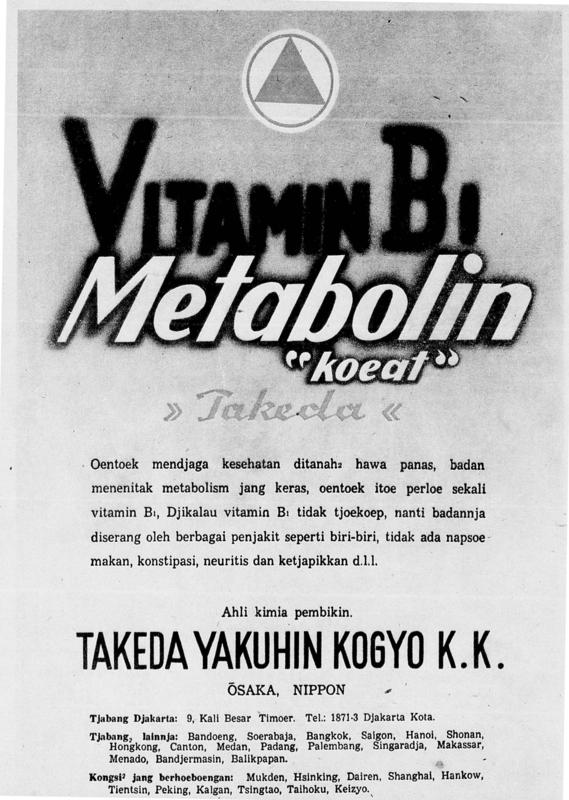 VITAMIN B1
Metabolin
"koeat"
» Takeda «
Oentoek mendjaga kesehatan ditanah² hawa panas, badan
menenitak metabolism jang keras, oentoek itoe perloe sekali
vitamin B1, Djikalau vitamin B1 tidak tjoekoep, nanti badannja
diserang oleh berbagai penjakit seperti biri-biri, tidak ada napsoe
makan, konstipasi, neuritis dan ketjapikkan d.l.l.
Ahli kimia pembikin.
TAKEDA YAKUHIN KOGYO K.K.
ŌSAKA, NIPPON
Tjabang Djakarta: 9, Kali Besar Timoer. Tel.: 1871-3 Djakarta Kota.
Tjabang² lainnja: Bandoeng, Soerabaja, Bangkok, Saigon, Hanoi, Shonan,
Hongkong, Canton, Medan, Padang, Palembang, Singaradja, Makassar,
Menado, Bandjermasin, Balikpapan.
Kongsi² jang berhoeboengan: Mukden, Hsinking, Dairen, Shanghai, Hankow,
Tientsin, Peking, Kalgan, Tsingtao, Taihoku, Keizyo.